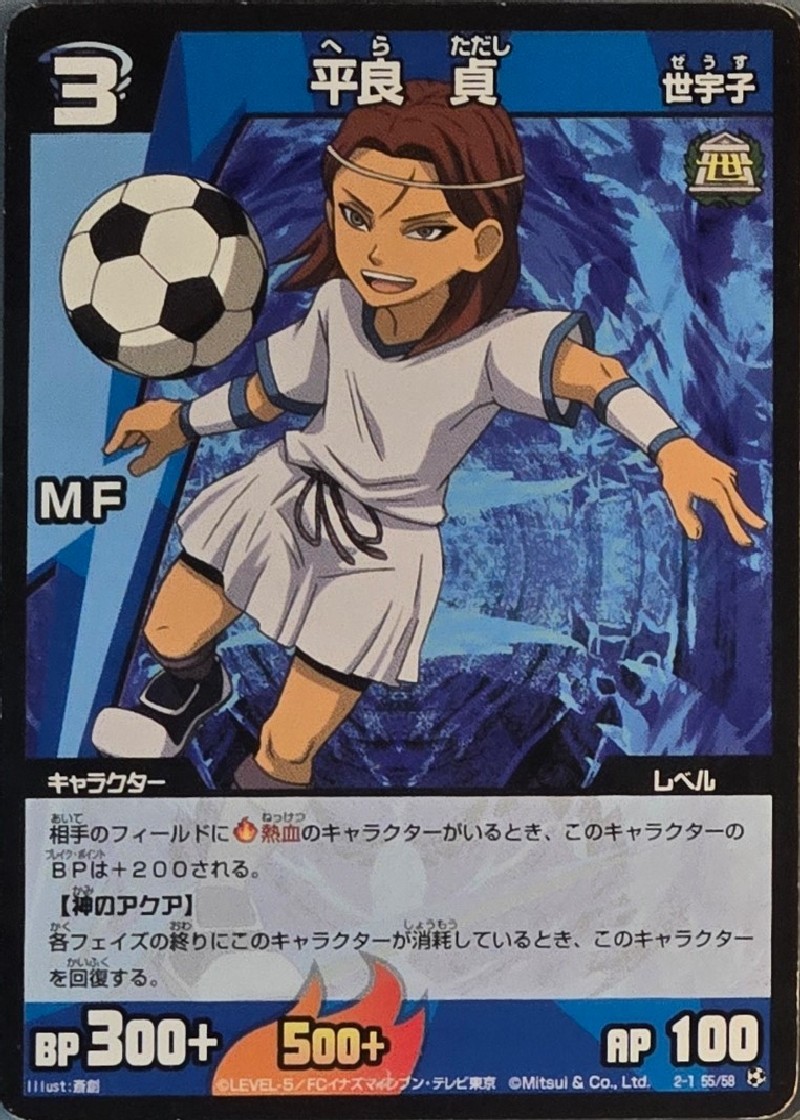 3
へら ただし
平良 貞
ぜうす
世宇子
世
MF
キャラクター
レベル
あいて ねっけつ
相手のフィールドに熱血のキャラクターがいるとき、このキャラクターの
ブレイク・ポイント
BPは+200される。
かみ
【神のアクア】
かく おわ しょうもう
各フェイズの終りにこのキャラクターが消耗しているとき、このキャラクター
かいふく
を回復する。
BP 300+
500+
AP 100
Illust:斎創
©LEVEL-5/FCイナズマイレブン・テレビ東京 ©Mitsui & Co., Ltd.
2-1 55/58